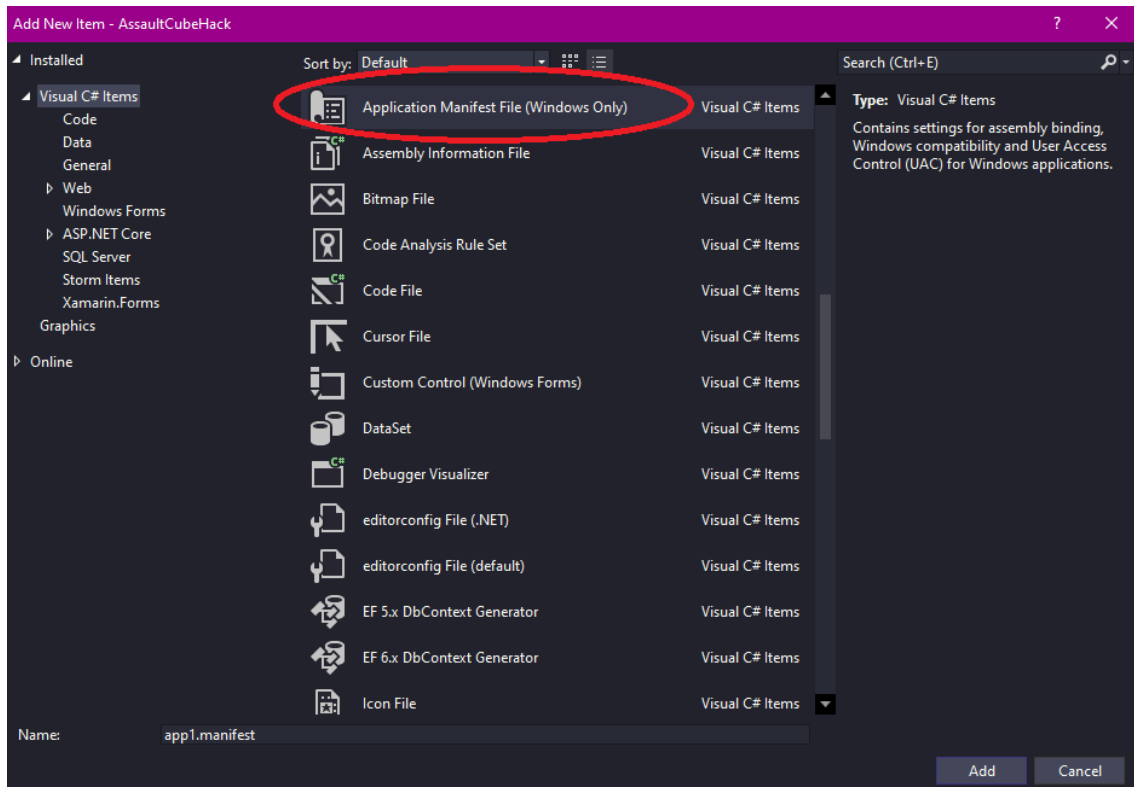 Add New Item - AssaultCubeHack
?
Installed
Sort by: Default
Search (Ctrl+E)
Visual C# Items
Code
Data
General
Web
Windows Forms
ASP.NET Core
SQL Server
Storm Items
Xamarin.Forms
Graphics
Online
Application Manifest File (Windows Only) Visual C# Items
C# Assembly Information File Visual C# Items
Bitmap File Visual C# Items
Code Analysis Rule Set Visual C# Items
C# Code File Visual C# Items
Cursor File Visual C# Items
Custom Control (Windows Forms) Visual C# Items
DataSet Visual C# Items
C# Debugger Visualizer Visual C# Items
editorconfig File (.NET) Visual C# Items
editorconfig File (default) Visual C# Items
EF 5.x DbContext Generator Visual C# Items
EF 6.x DbContext Generator Visual C# Items
Icon File Visual C# Items
Type: Visual C# Items
Contains settings for assembly binding,
Windows compatibility and User Access
Control (UAC) for Windows applications.
Name: app1.manifest
Add Cancel